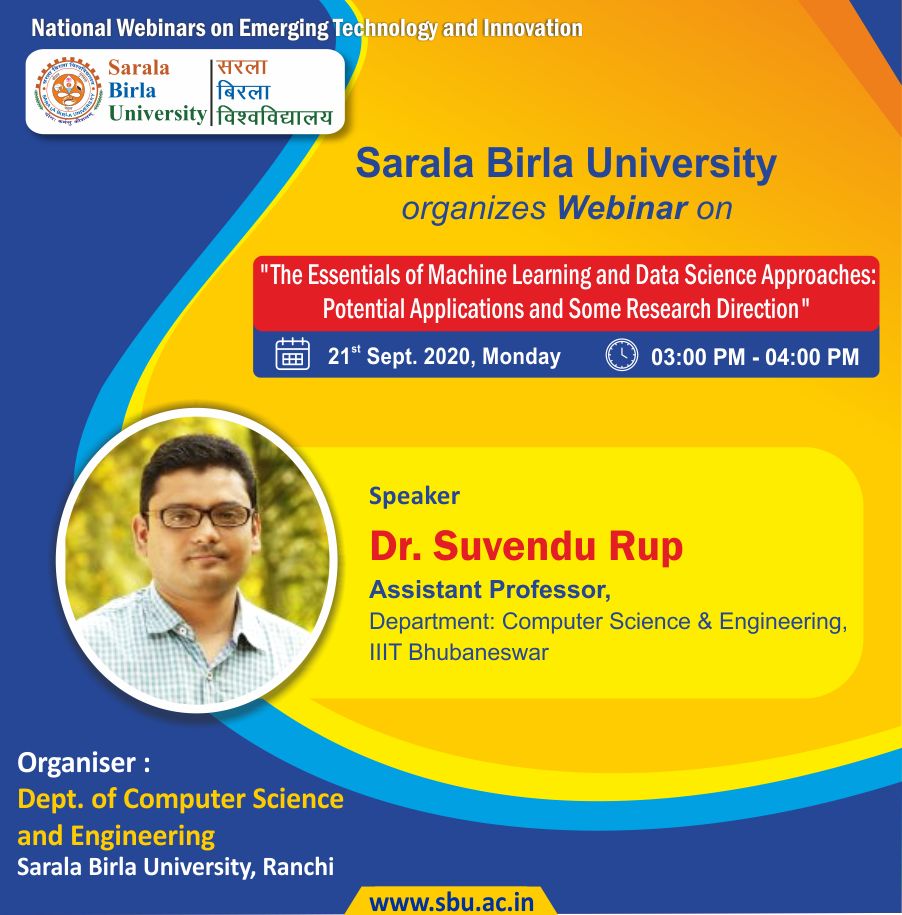 National Webinars on Emerging Technology and Innovation
Sarala
Birla
University
सरला
बिरला
विश्वविद्यालय
Sarala Birla University
organizes Webinar on
"The Essentials of Machine Learning and Data Science Approaches:
Potential Applications and Some Research Direction"
21st Sept. 2020, Monday
03:00 PM - 04:00 PM
Speaker
Dr. Suvendu Rup
Assistant Professor,
Department: Computer Science & Engineering,
IIIT Bhubaneswar
Organiser :
Dept. of Computer Science
and Engineering
Sarala Birla University, Ranchi
www.sbu.ac.in